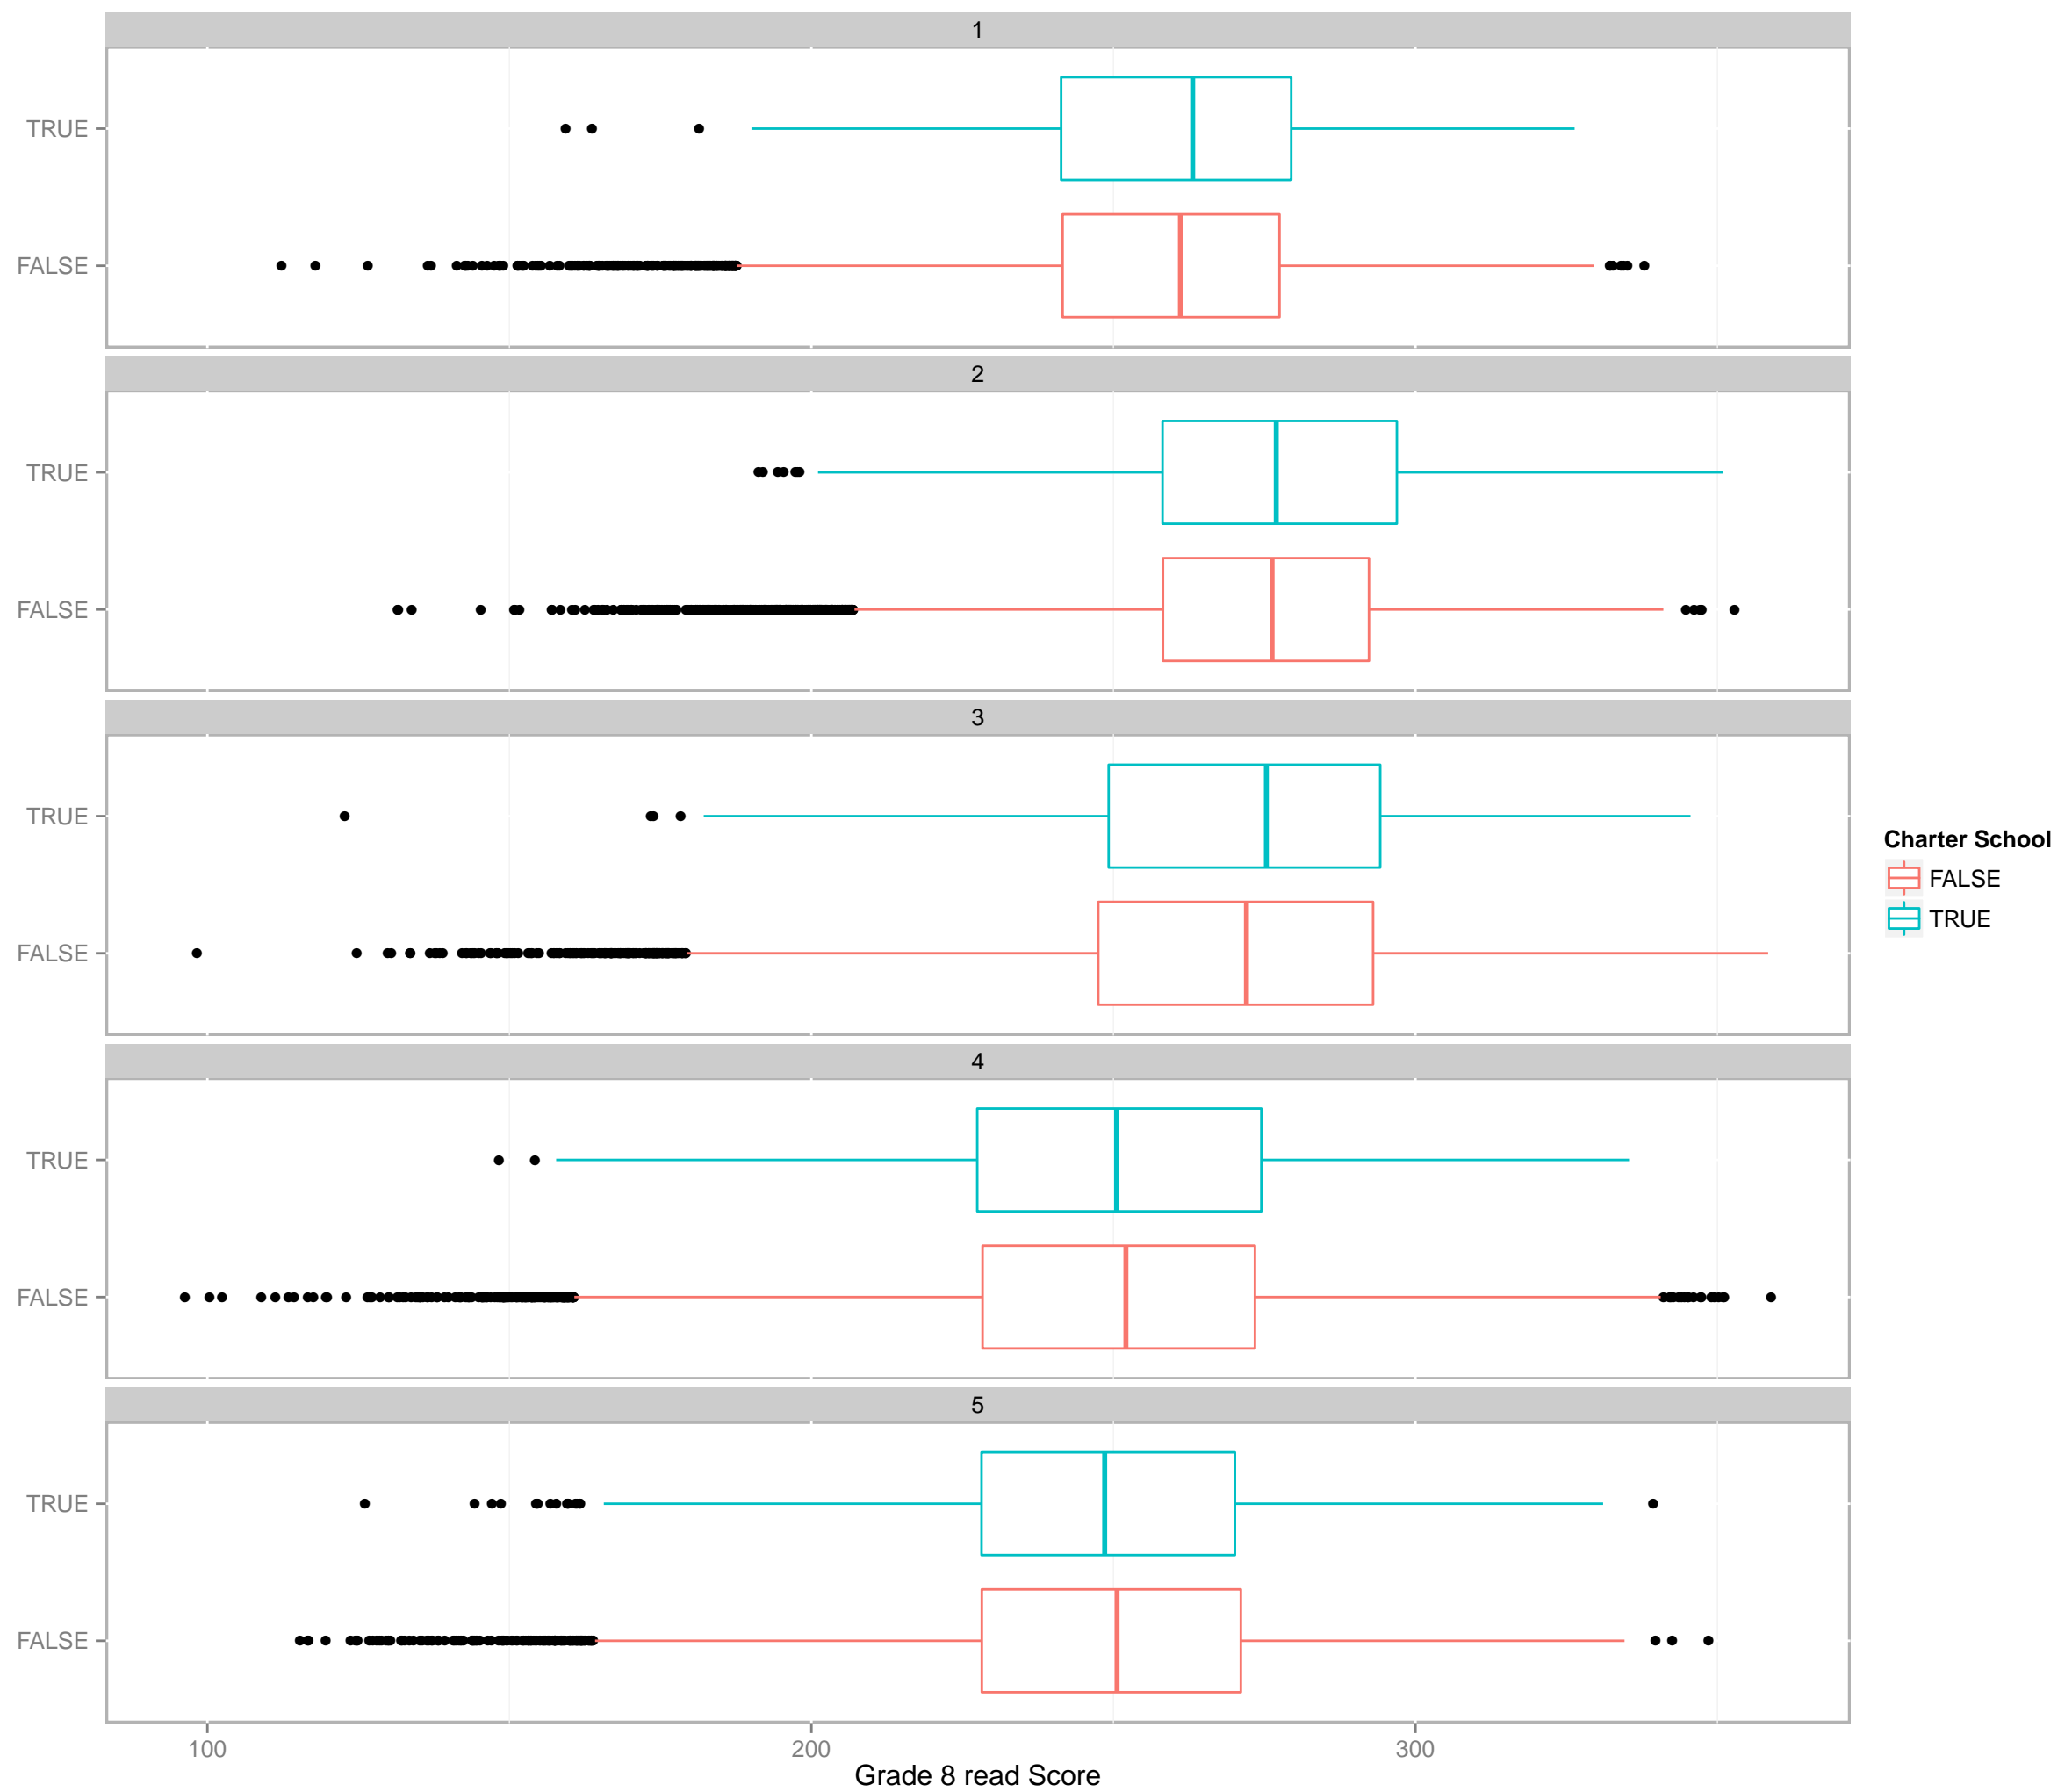 1
TRUE
FALSE
2
TRUE
FALSE
3
TRUE
FALSE
4
TRUE
FALSE
5
TRUE
FALSE
100 200 300
Grade 8 read Score
Charter School
FALSE
TRUE